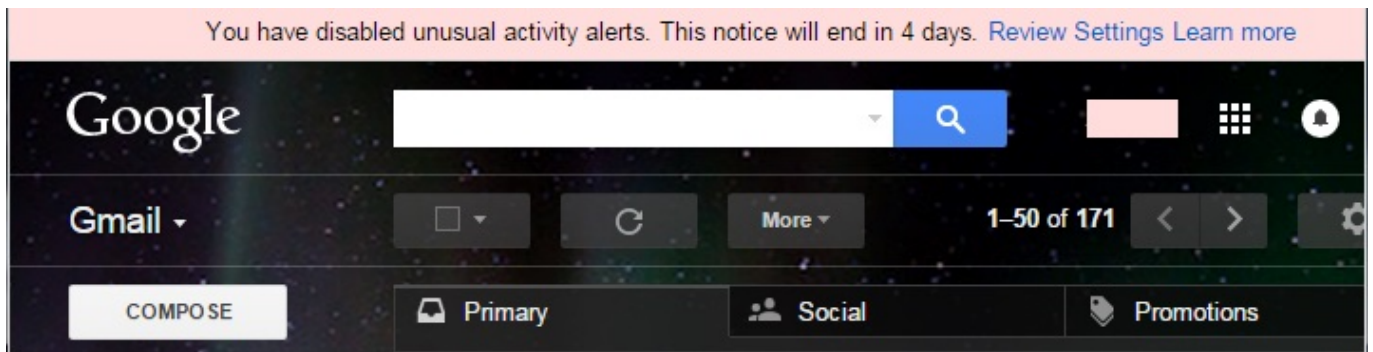 You have disabled unusual activity alerts. This notice will end in 4 days. Review Settings Learn more
Google
Gmail
More
1–50 of 171
COMPOSE
Primary
Social
Promotions